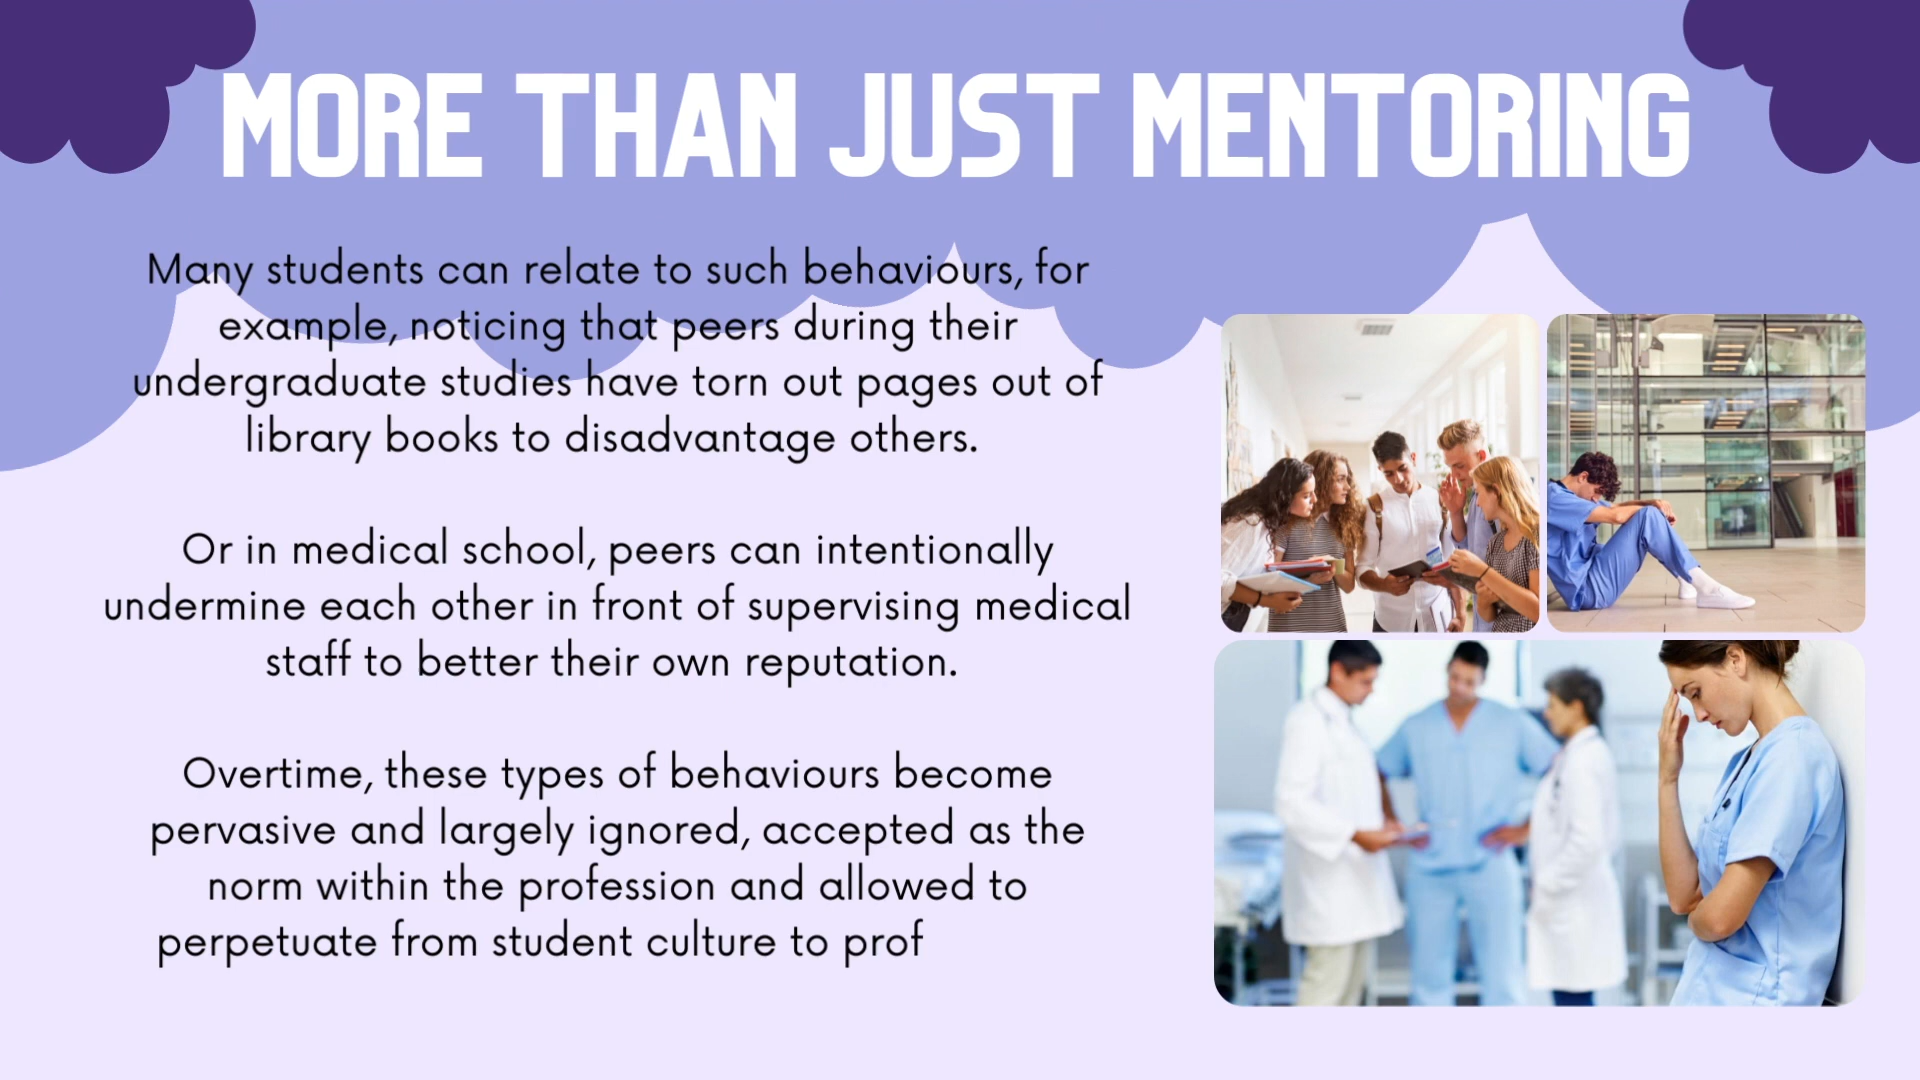 MORE THAN JUST MENTORING
Many students can relate to such behaviours, for
example, noticing that peers during their
undergraduate studies have torn out pages out of
library books to disadvantage others.
Or in medical school, peers can intentionally
undermine each other in front of supervising medical
staff to better their own reputation.
Overtime, these types of behaviours become
pervasive and largely ignored, accepted as the
norm within the profession and allowed to
perpetuate from student culture to prof